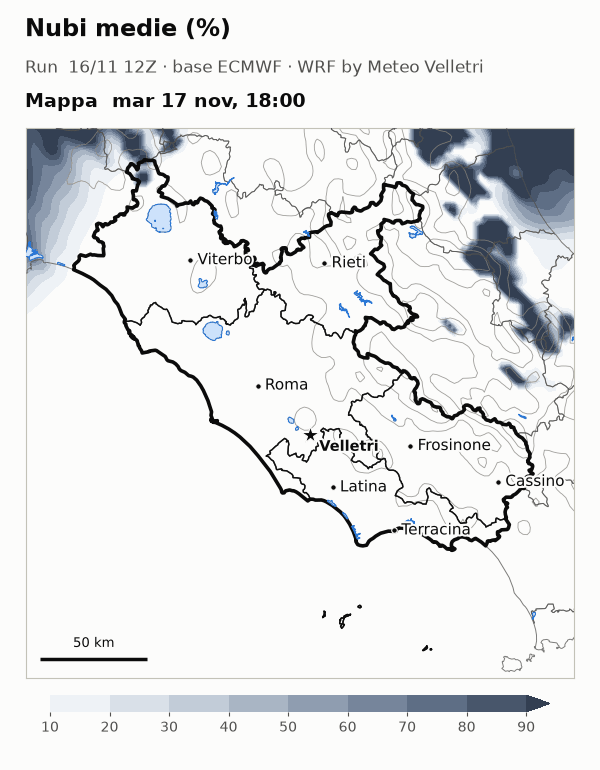 Nubi medie (%)
Run  16/11 12Z · base ECMWF · WRF by Meteo Velletri
Mappa  mar 17 nov, 18:00
Viterbo
Rieti
Roma
Velletri
Frosinone
Latina
Cassino
Terracina
50 km
10 20 30 40 50 60 70 80 90